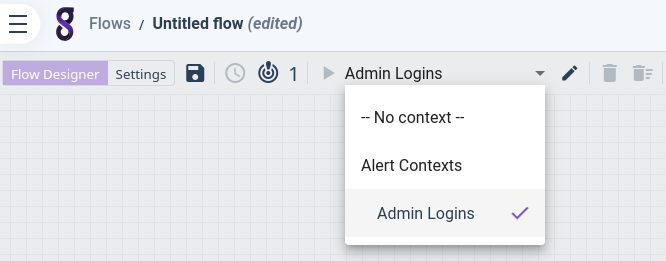 Flows / Untitled flow (edited)
Flow Designer Settings 1 Admin Logins
-- No context --
Alert Contexts
Admin Logins